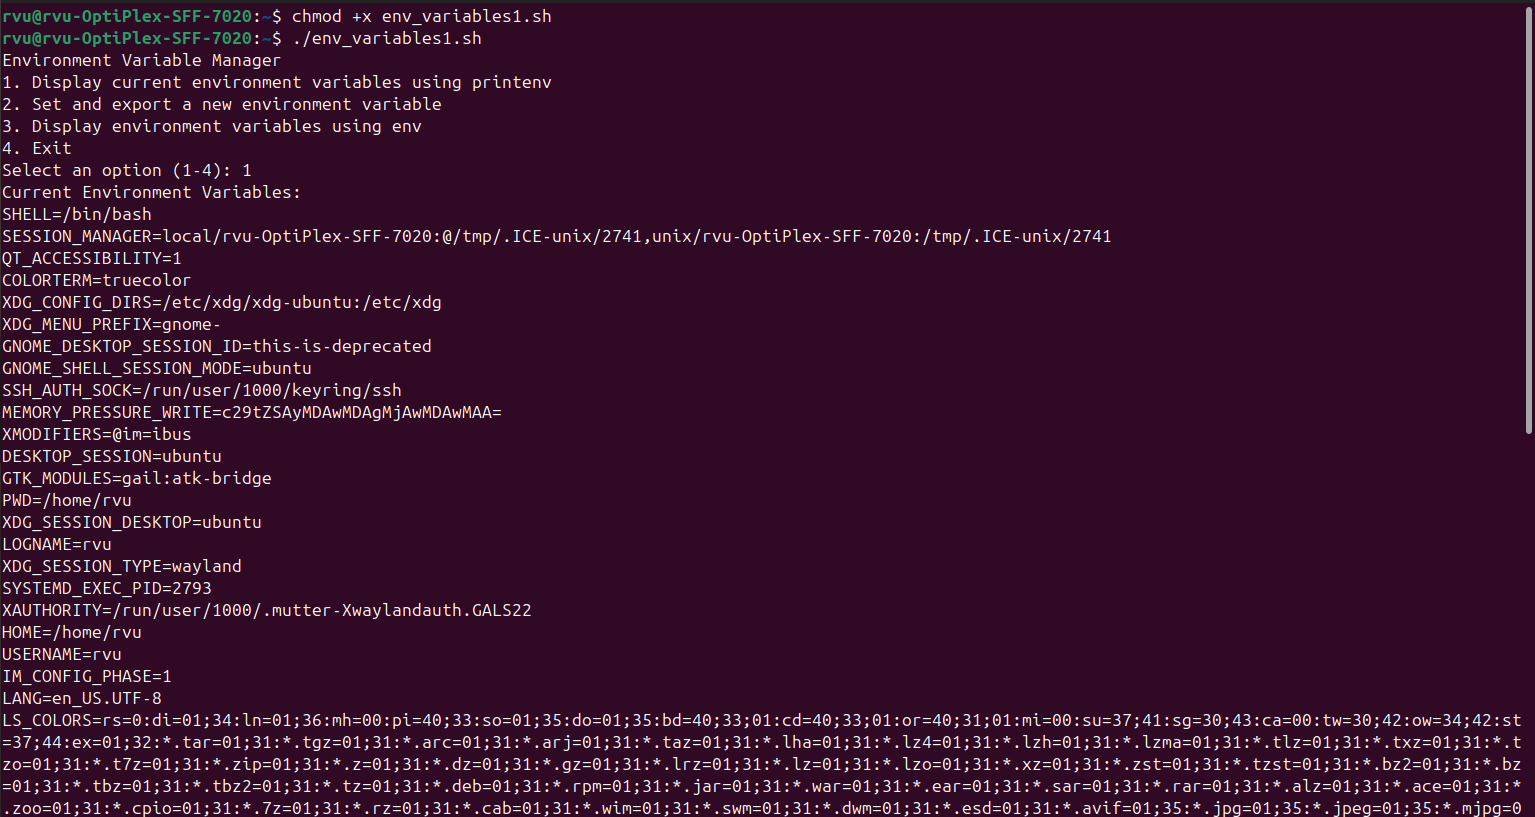 rvu@rvu-OptiPlex-SFF-7020:~$ chmod +x env_variables1.sh
rvu@rvu-OptiPlex-SFF-7020:~$ ./env_variables1.sh
Environment Variable Manager
1. Display current environment variables using printenv
2. Set and export a new environment variable
3. Display environment variables using env
4. Exit
Select an option (1-4): 1
Current Environment Variables:
SHELL=/bin/bash
SESSION_MANAGER=local/rvu-OptiPlex-SFF-7020:@/tmp/.ICE-unix/2741,unix/rvu-OptiPlex-SFF-7020:/tmp/.ICE-unix/2741
QT_ACCESSIBILITY=1
COLORTERM=truecolor
XDG_CONFIG_DIRS=/etc/xdg/xdg-ubuntu:/etc/xdg
XDG_MENU_PREFIX=gnome-
GNOME_DESKTOP_SESSION_ID=this-is-deprecated
GNOME_SHELL_SESSION_MODE=ubuntu
SSH_AUTH_SOCK=/run/user/1000/keyring/ssh
MEMORY_PRESSURE_WRITE=c29tZSAyMDAwMDAgMjAwMDAwMAA=
XMODIFIERS=@im=ibus
DESKTOP_SESSION=ubuntu
GTK_MODULES=gail:atk-bridge
PWD=/home/rvu
XDG_SESSION_DESKTOP=ubuntu
LOGNAME=rvu
XDG_SESSION_TYPE=wayland
SYSTEMD_EXEC_PID=2793
XAUTHORITY=/run/user/1000/.mutter-Xwaylandauth.GALS22
HOME=/home/rvu
USERNAME=rvu
IM_CONFIG_PHASE=1
LANG=en_US.UTF-8
LS_COLORS=rs=0:di=01;34:ln=01;36:mh=00:pi=40;33:so=01;35:do=01;35:bd=40;33;01:cd=40;33;01:or=40;31;01:mi=00:su=37;41:sg=30;43:ca=00:tw=30;42:ow=34;42:st
=37;44:ex=01;32:*.tar=01;31:*.tgz=01;31:*.arc=01;31:*.arj=01;31:*.taz=01;31:*.lha=01;31:*.lz4=01;31:*.lzh=01;31:*.lzma=01;31:*.tlz=01;31:*.txz=01;31:*.t
zo=01;31:*.t7z=01;31:*.zip=01;31:*.z=01;31:*.dz=01;31:*.gz=01;31:*.lrz=01;31:*.lz=01;31:*.lzo=01;31:*.xz=01;31:*.zst=01;31:*.tzst=01;31:*.bz2=01;31:*.bz
=01;31:*.tbz=01;31:*.tbz2=01;31:*.tz=01;31:*.deb=01;31:*.rpm=01;31:*.jar=01;31:*.war=01;31:*.ear=01;31:*.sar=01;31:*.rar=01;31:*.alz=01;31:*.ace=01;31:*
.zoo=01;31:*.cpio=01;31:*.7z=01;31:*.rz=01;31:*.cab=01;31:*.wim=01;31:*.swm=01;31:*.dwm=01;31:*.esd=01;31:*.avif=01;35:*.jpg=01;35:*.jpeg=01;35:*.mjpg=0